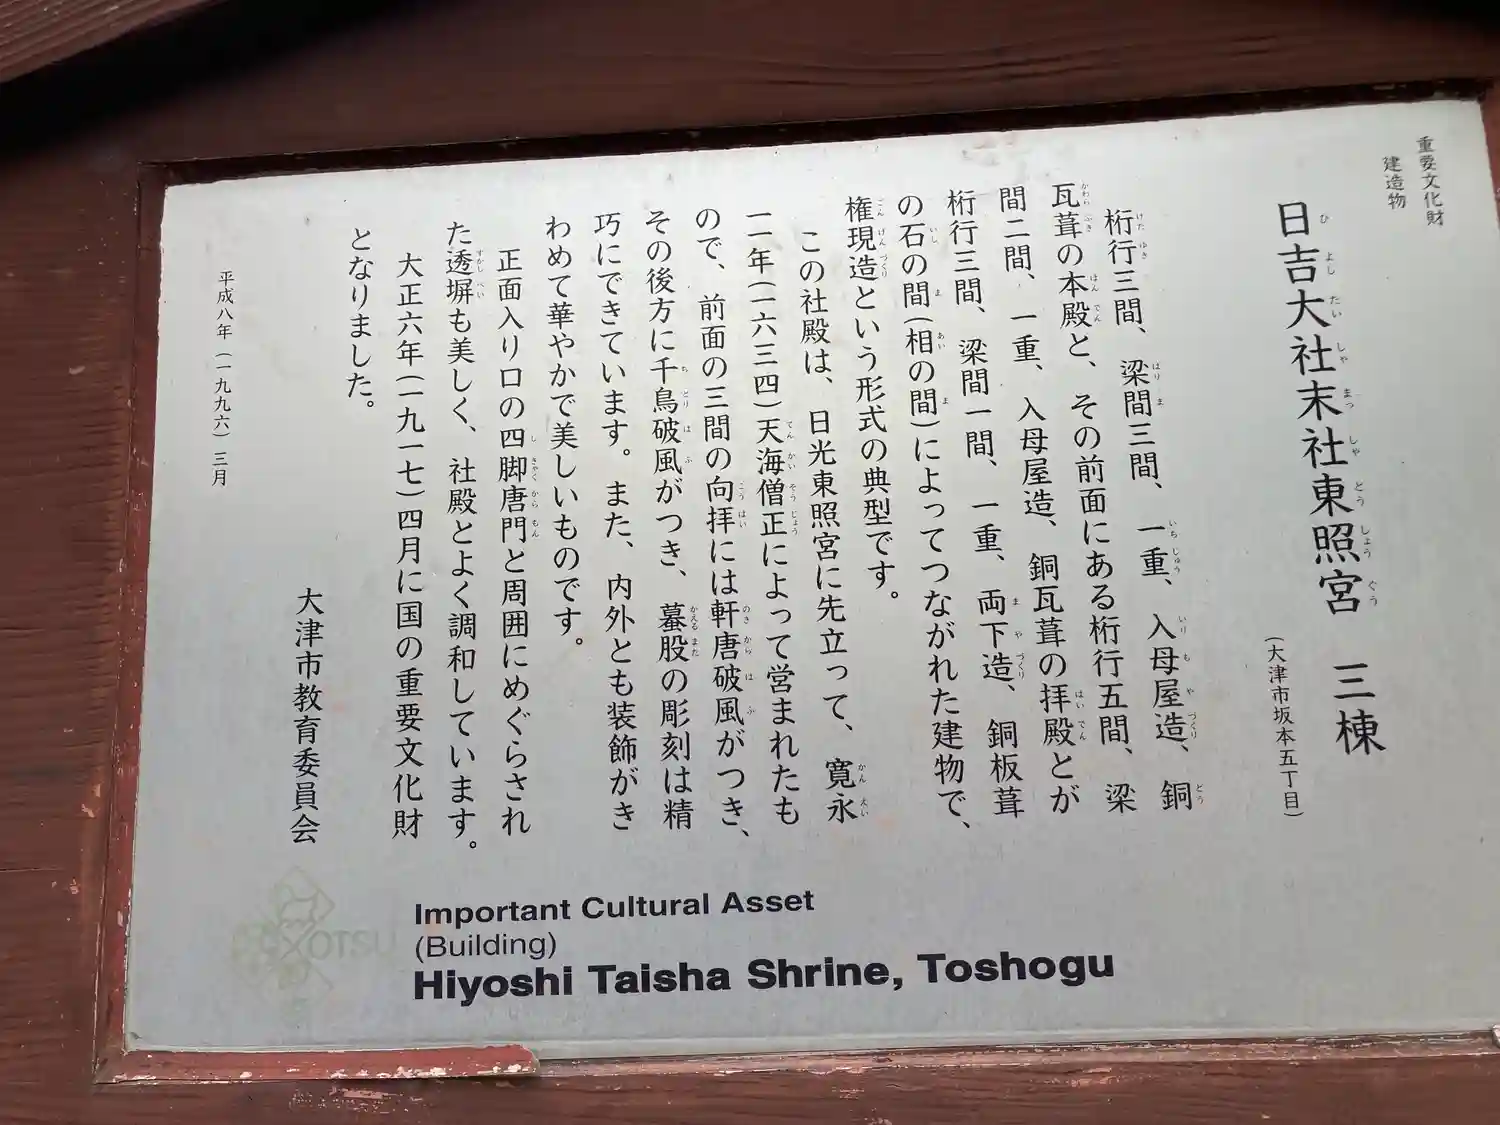 重要文化財
建造物
日吉大社末社東照宮　三棟
（大津市坂本五丁目）
桁行三間、梁間三間、一重、入母屋造、銅
瓦葺の本殿と、その前面にある桁行五間、梁
間二間、一重、入母屋造、銅瓦葺の拝殿とが
桁行三間、梁間一間、一重、両下造、銅板葺
の石の間（相の間）によってつながれた建物で、
権現造という形式の典型です。
この社殿は、日光東照宮に先立って、寛永
一一年（一六三四）天海僧正によって営まれたも
ので、前面の三間の向拝には軒唐破風がつき、
その後方に千鳥破風がつき、蟇股の彫刻は精
巧にできています。また、内外とも装飾がき
わめて華やかで美しいものです。
正面入り口の四脚唐門と周囲にめぐらされ
た透塀も美しく、社殿とよく調和しています。
大正六年（一九一七）四月に国の重要文化財
となりました。
大津市教育委員会
平成八年（一九九六）三月
Important Cultural Asset
(Building)
Hiyoshi Taisha Shrine, Toshogu
OTSU